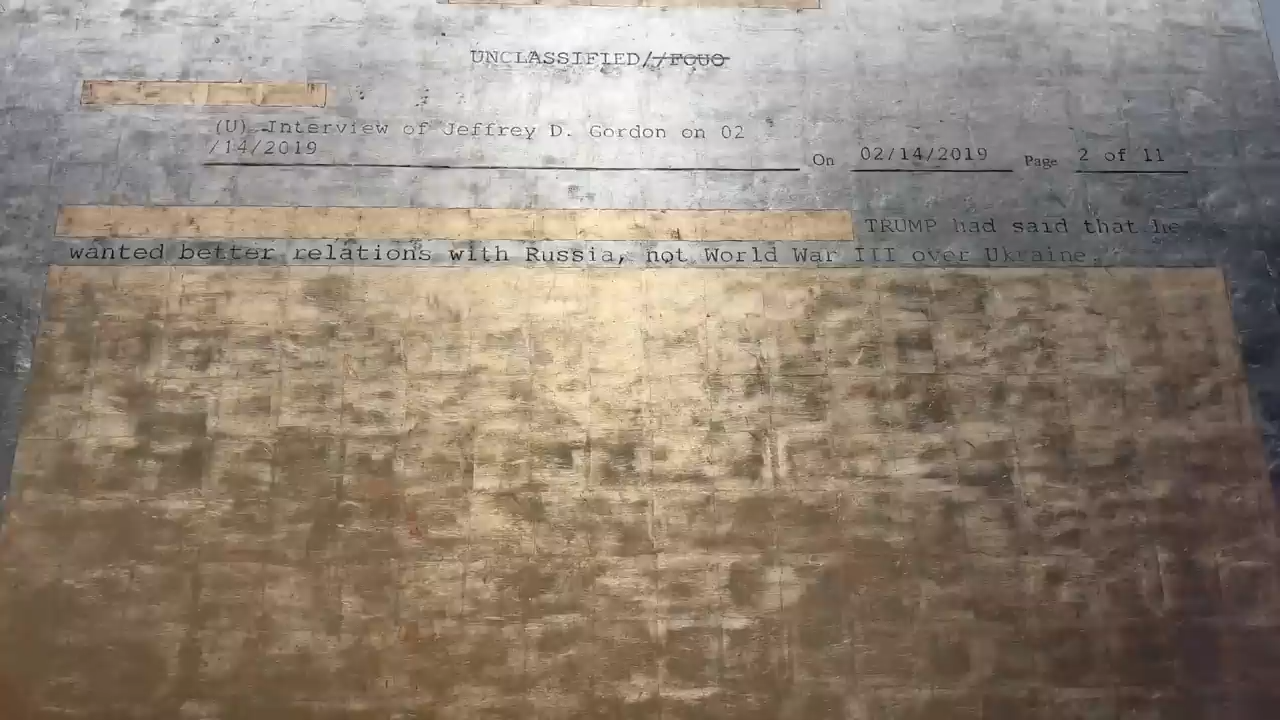 UNCLASSIFIED//FOUO
(U) Interview of Jeffrey D. Gordon on 02
/14/2019 On 02/14/2019 Page 2 of 11
TRUMP had said that he
wanted better relations with Russia, not World War III over Ukraine.